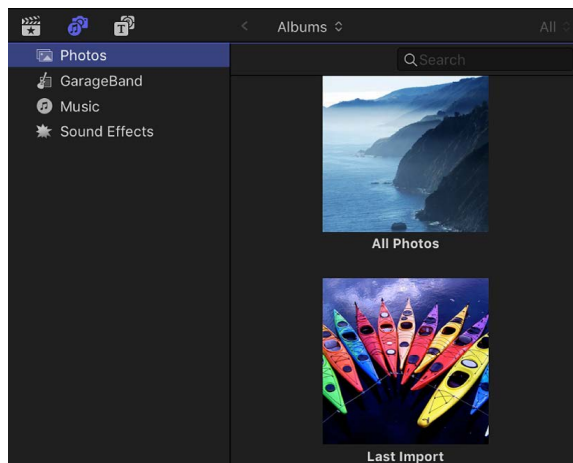 Albums
All
Photos
Search
GarageBand
Music
Sound Effects
All Photos
Last Import